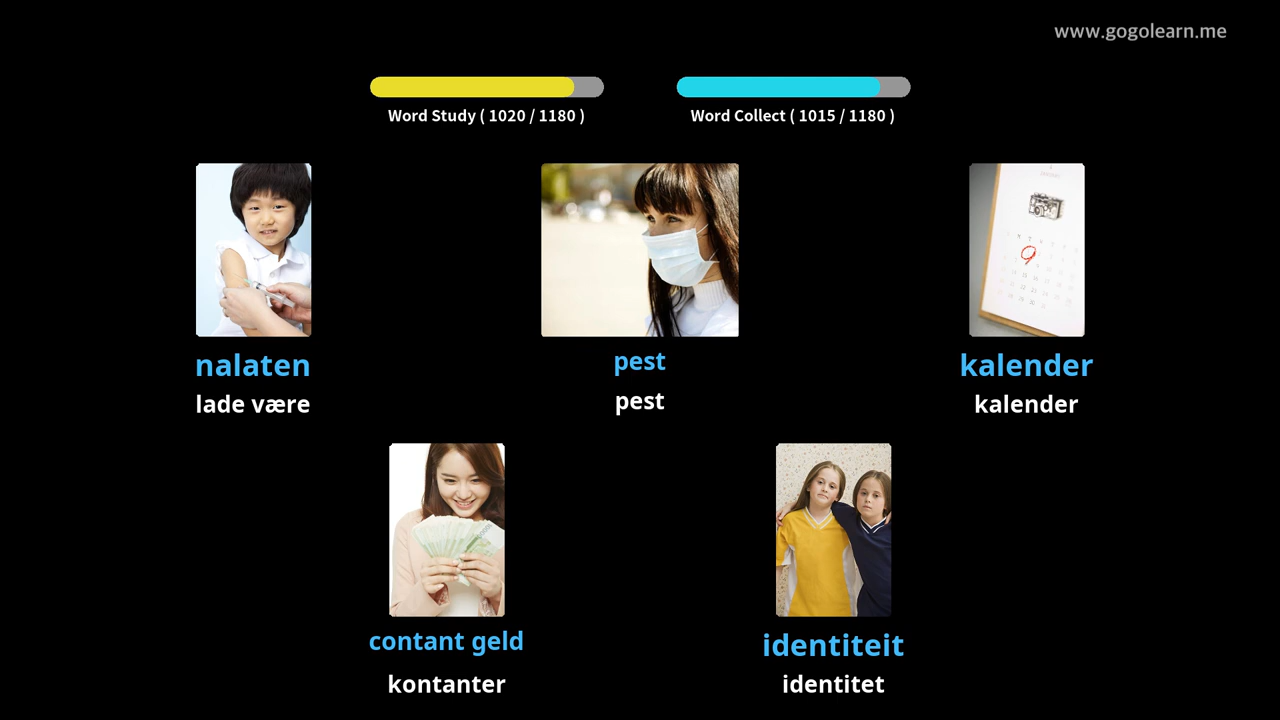 www.gogolearn.me
Word Study ( 1020 / 1180 )
Word Collect ( 1015 / 1180 )
nalaten
lade være
pest
pest
kalender
kalender
contant geld
kontanter
identiteit
identitet